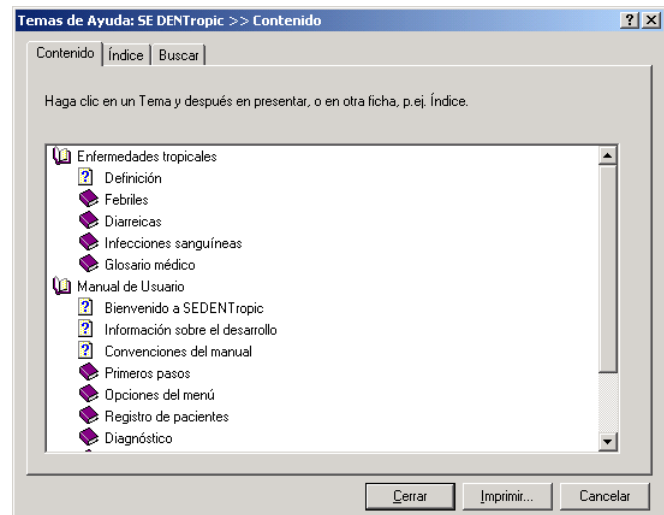 Temas de Ayuda: SE DENTropic >> Contenido
Contenido Índice Buscar
Haga clic en un Tema y después en presentar, o en otra ficha, p.ej. Índice.
Enfermedades tropicales
Definición
Febriles
Diarreicas
Infecciones sanguíneas
Glosario médico
Manual de Usuario
Bienvenido a SEDENTropic
Información sobre el desarrollo
Convenciones del manual
Primeros pasos
Opciones del menú
Registro de pacientes
Diagnóstico
Cerrar Imprimir... Cancelar